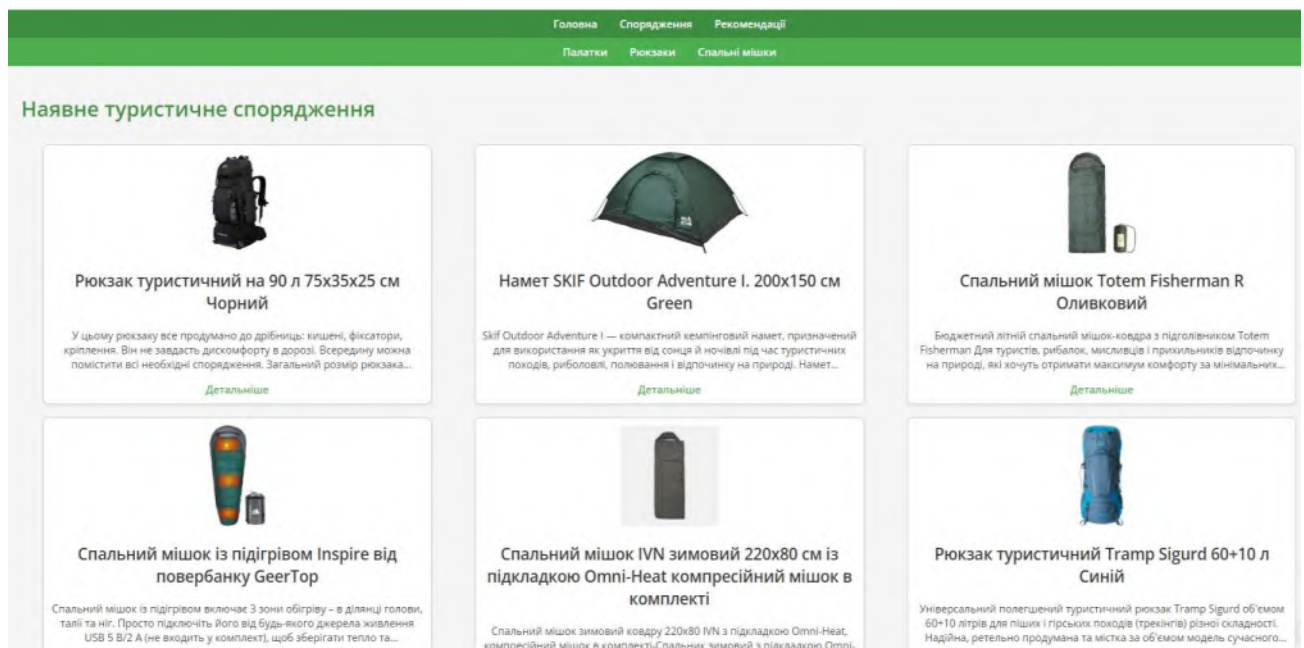 Головна Спорядження Рекомендації
Палатки Рюкзаки Спальні мішки
Наявне туристичне спорядження
Рюкзак туристичний на 90 л 75х35х25 см
Чорний
У цьому рюкзаку все продумано до дрібниць: кишені, фіксатори,
кріплення. Він не завдасть дискомфорту в дорозі. Всередину можна
помістити всі необхідні спорядження. Загальний розмір рюкзака...
Детальніше
Намет SKIF Outdoor Adventure I. 200x150 см
Green
Skif Outdoor Adventure I — компактний кемпінговий намет, призначений
для використання як укриття від сонця й ночівлі під час туристичних
походів, риболовлі, полювання і відпочинку на природі. Намет...
Детальніше
Спальний мішок Totem Fisherman R
Оливковий
Бюджетний літній спальний мішок-ковдра з підголівником Totem
Fisherman Для туристів, рибалок, мисливців і прихильників відпочинку
на природі, які хочуть отримати максимум комфорту за мінімальних...
Детальніше
Спальний мішок із підігрівом Inspire від
повербанку GeerTop
Спальний мішок із підігрівом включає 3 зони обігріву – в ділянці голови,
талії та ніг. Просто підключіть його від будь-якого джерела живлення
USB 5 В/2 А (не входить у комплект), щоб зберігати тепло та...
Спальний мішок IVN зимовий 220x80 см із
підкладкою Omni-Heat компресійний мішок в
комплекті
Спальний мішок зимовий ковдру 220х80 IVN з підкладкою Omni-Heat,
компресійний мішок в комплекті-Спальник зимовий з підкладкою Omni-
Рюкзак туристичний Tramp Sigurd 60+10 л
Синій
Універсальний полегшений туристичний рюкзак Tramp Sigurd об'ємом
60+10 літрів для піших і гірських походів (трекінгів) різної складності.
Надійна, ретельно продумана та містка за об'ємом модель сучасного...